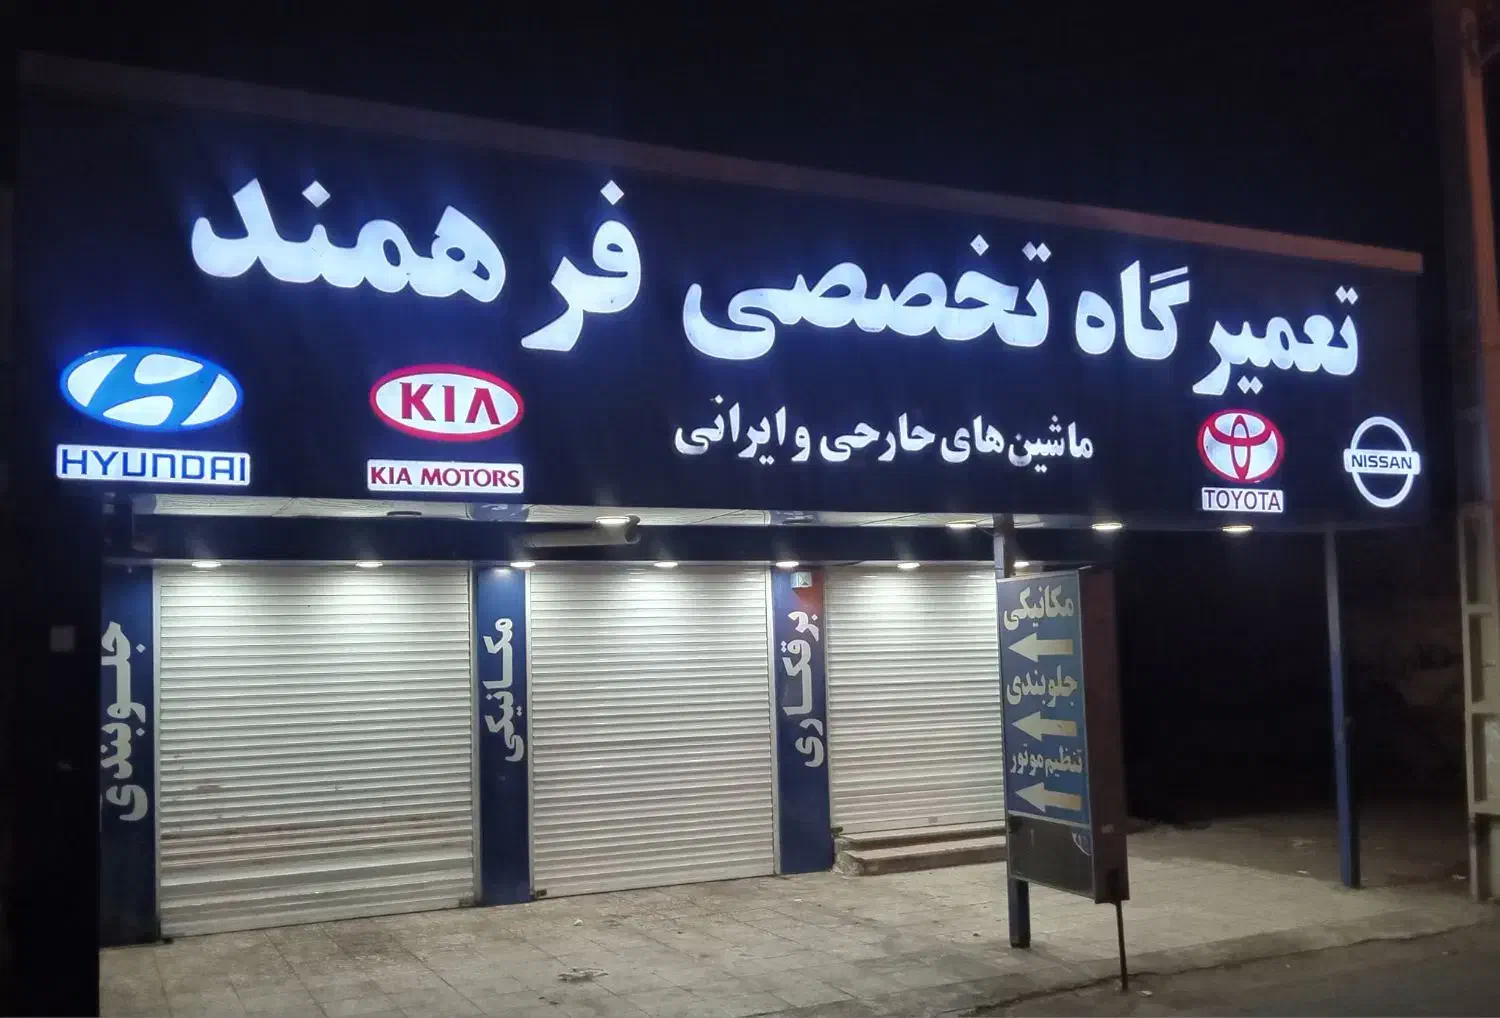 تعمیرگاه تخصصی فرهمند
ماشین های حارحی و ایرانی
NISSAN
TOYOTA
KIA
KIA MOTORS
HYUNDAI
برقکاری
مکانیکی
جلوبندی
مکانیکی
جلوبندی
تنظیم موتور